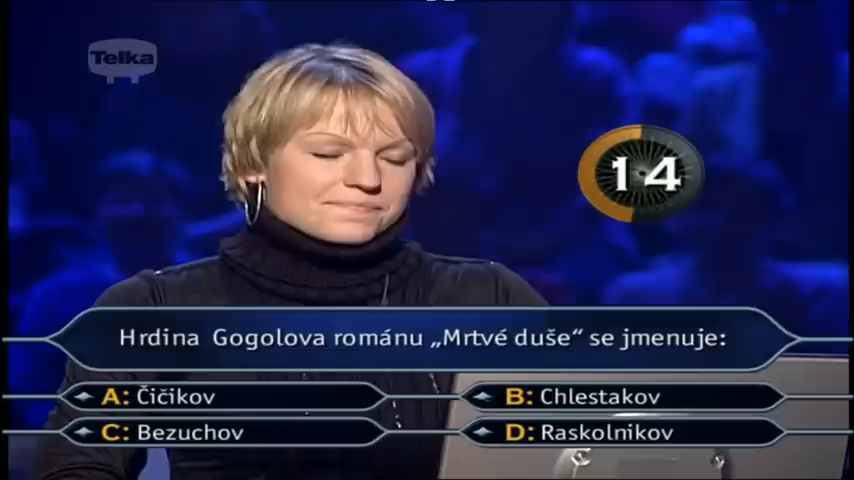 Telka
14
Hrdina Gogolova románu „Mrtvé duše“ se jmenuje:
A: Čičikov
B: Chlestakov
C: Bezuchov
D: Raskolnikov